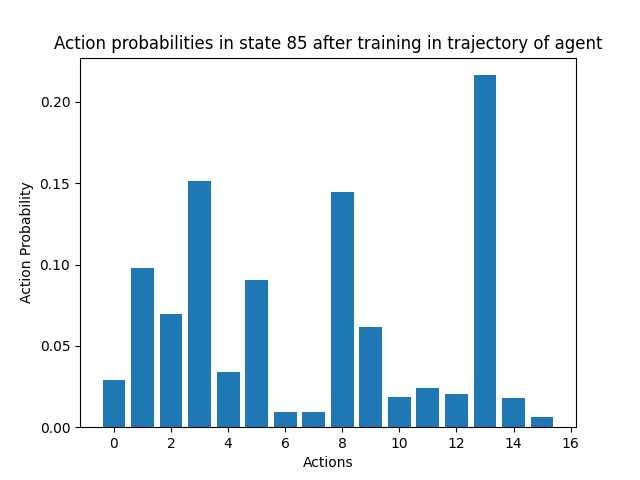 Action probabilities in state 85 after training in trajectory of agent
Action Probability
0.20
0.15
0.10
0.05
0.00
0 2 4 6 8 10 12 14 16
Actions